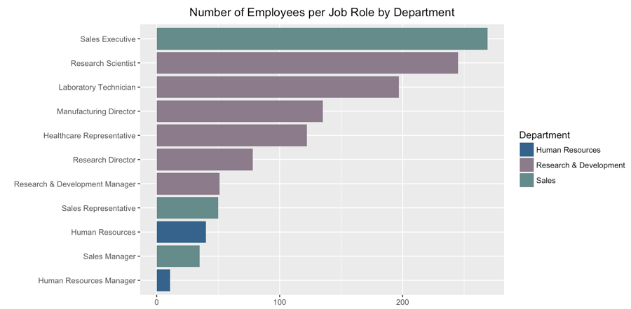 Number of Employees per Job Role by Department
Sales Executive
Research Scientist
Laboratory Technician
Manufacturing Director
Healthcare Representative
Research Director
Research & Development Manager
Sales Representative
Human Resources
Sales Manager
Human Resources Manager
0 100 200
Department
Human Resources
Research & Development
Sales